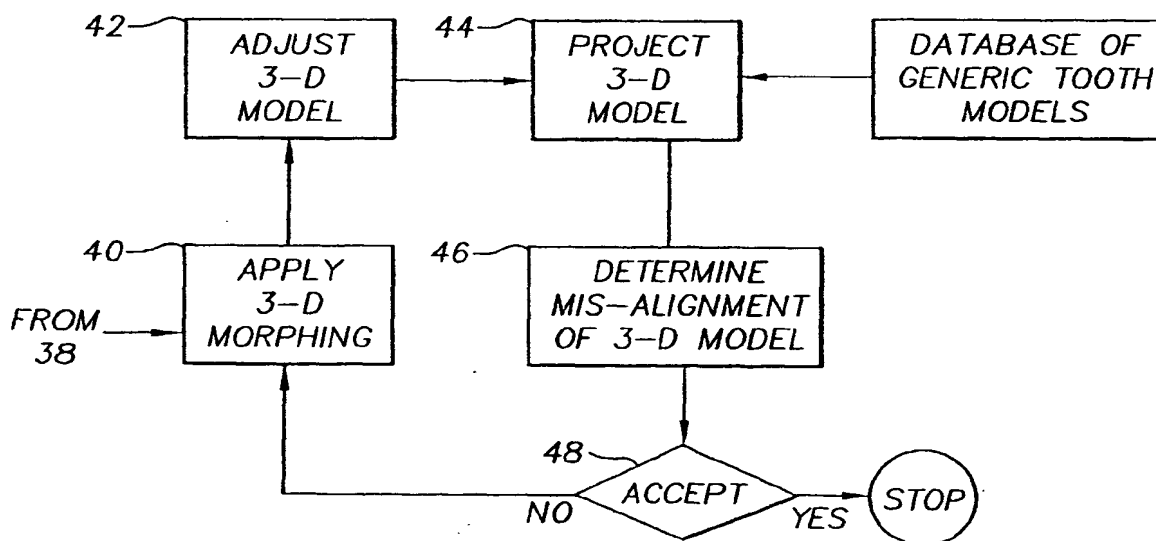 42
ADJUST
3-D
MODEL
44
PROJECT
3-D
MODEL
DATABASE OF
GENERIC TOOTH
MODELS
40
APPLY
3-D
MORPHING
FROM
38
46
DETERMINE
MIS-ALIGNMENT
OF 3-D MODEL
48
ACCEPT
NO
YES
STOP